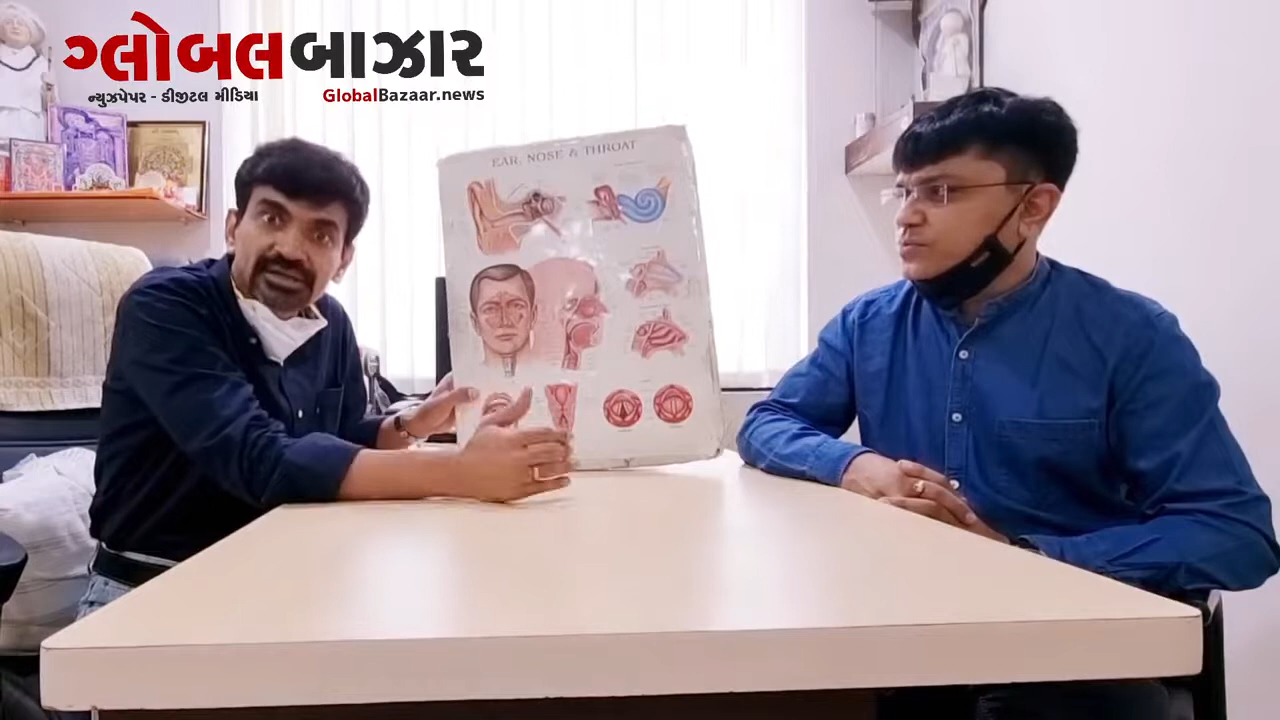 ગ્લોબલબાઝાર
ન્યુઝપેપર - ડીજીટલ મીડિયા
GlobalBazaar.news
EAR, NOSE & THROAT